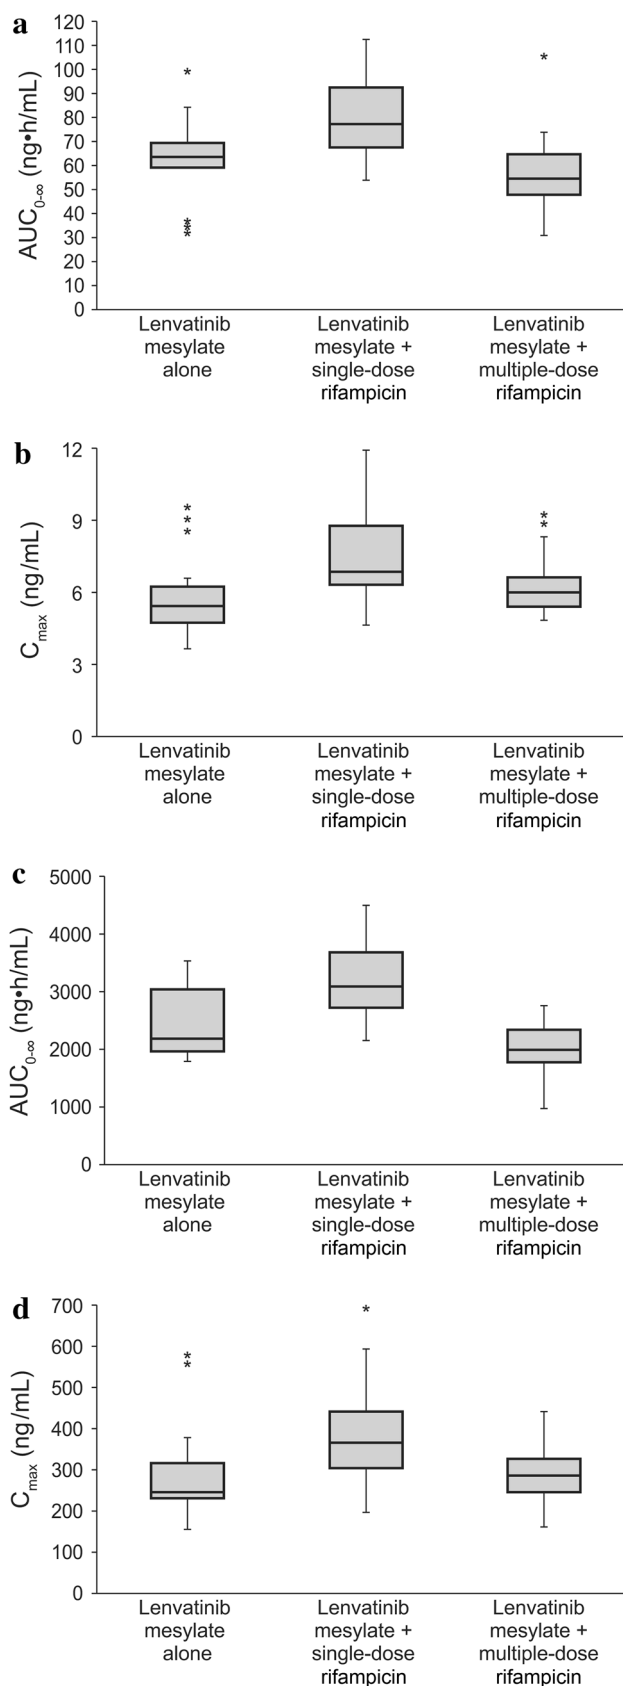 a
AUC0-∞ (ng•h/mL)
120
110
100
90
80
70
60
50
40
30
20
10
0
*
*
*
*
*
Lenvatinib
mesylate
alone
Lenvatinib
mesylate +
single-dose
rifampicin
Lenvatinib
mesylate +
multiple-dose
rifampicin
b
Cmax (ng/mL)
12
9
6
3
0
*
*
*
*
*
Lenvatinib
mesylate
alone
Lenvatinib
mesylate +
single-dose
rifampicin
Lenvatinib
mesylate +
multiple-dose
rifampicin
c
AUC0-∞ (ng•h/mL)
5000
4000
3000
2000
1000
0
Lenvatinib
mesylate
alone
Lenvatinib
mesylate +
single-dose
rifampicin
Lenvatinib
mesylate +
multiple-dose
rifampicin
d
Cmax (ng/mL)
700
600
500
400
300
200
100
0
*
*
*
Lenvatinib
mesylate
alone
Lenvatinib
mesylate +
single-dose
rifampicin
Lenvatinib
mesylate +
multiple-dose
rifampicin